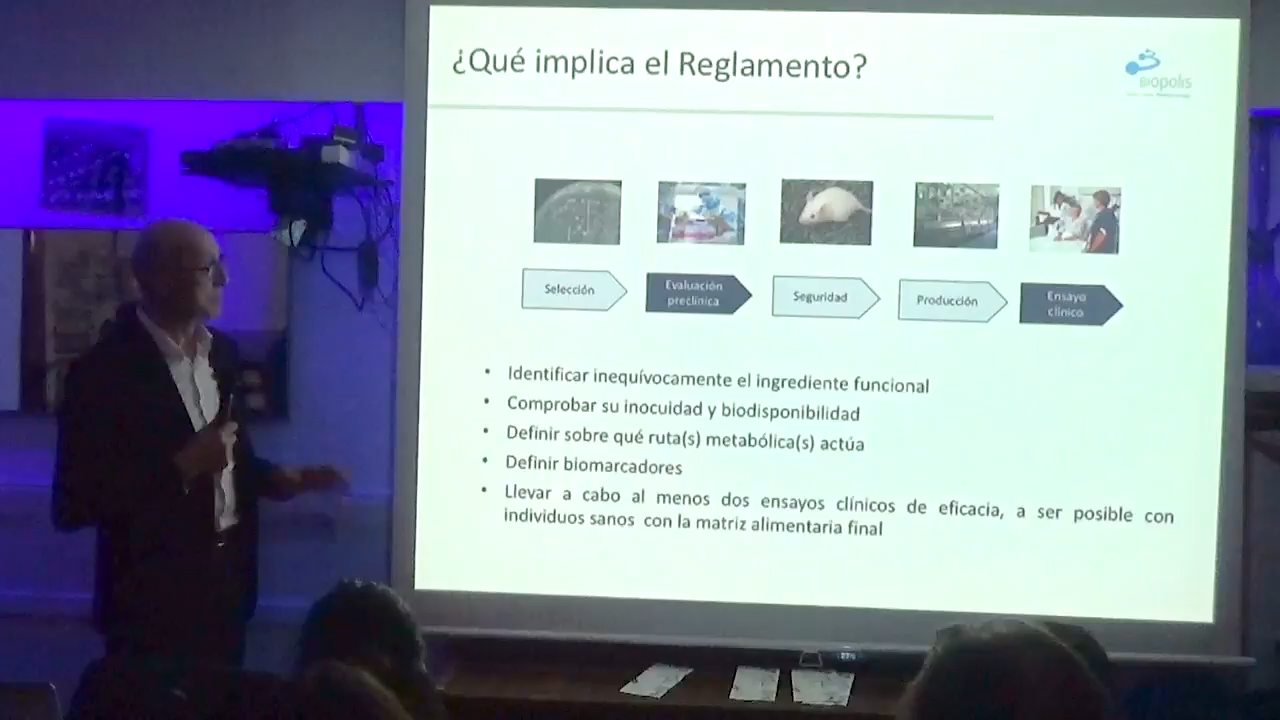 ¿Qué implica el Reglamento?
Biopolis
Selección
Evaluación
preclínica
Seguridad
Producción
Ensayo
clínico
• Identificar inequívocamente el ingrediente funcional
• Comprobar su inocuidad y biodisponibilidad
• Definir sobre qué ruta(s) metabólica(s) actúa
• Definir biomarcadores
• Llevar a cabo al menos dos ensayos clínicos de eficacia, a ser posible con
individuos sanos con la matriz alimentaria final